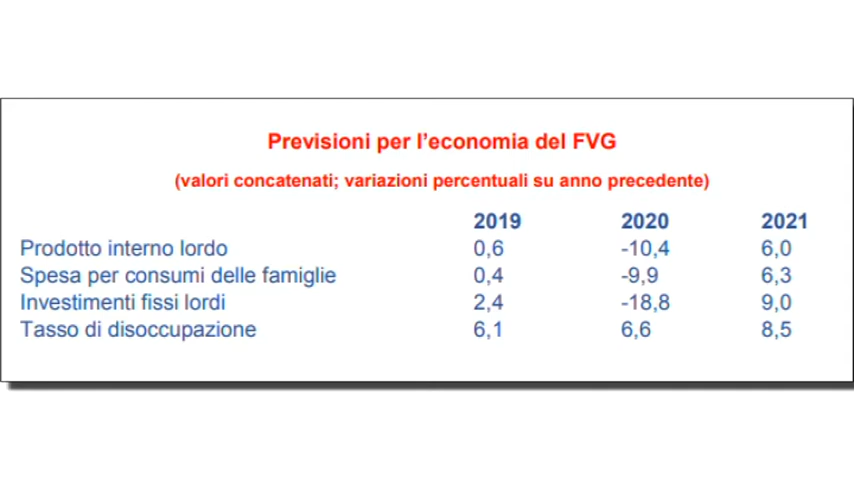 Previsioni per l'economia del FVG
(valori concatenati; variazioni percentuali su anno precedente)
2019 2020 2021
Prodotto interno lordo 0,6 -10,4 6,0
Spesa per consumi delle famiglie 0,4 -9,9 6,3
Investimenti fissi lordi 2,4 -18,8 9,0
Tasso di disoccupazione 6,1 6,6 8,5